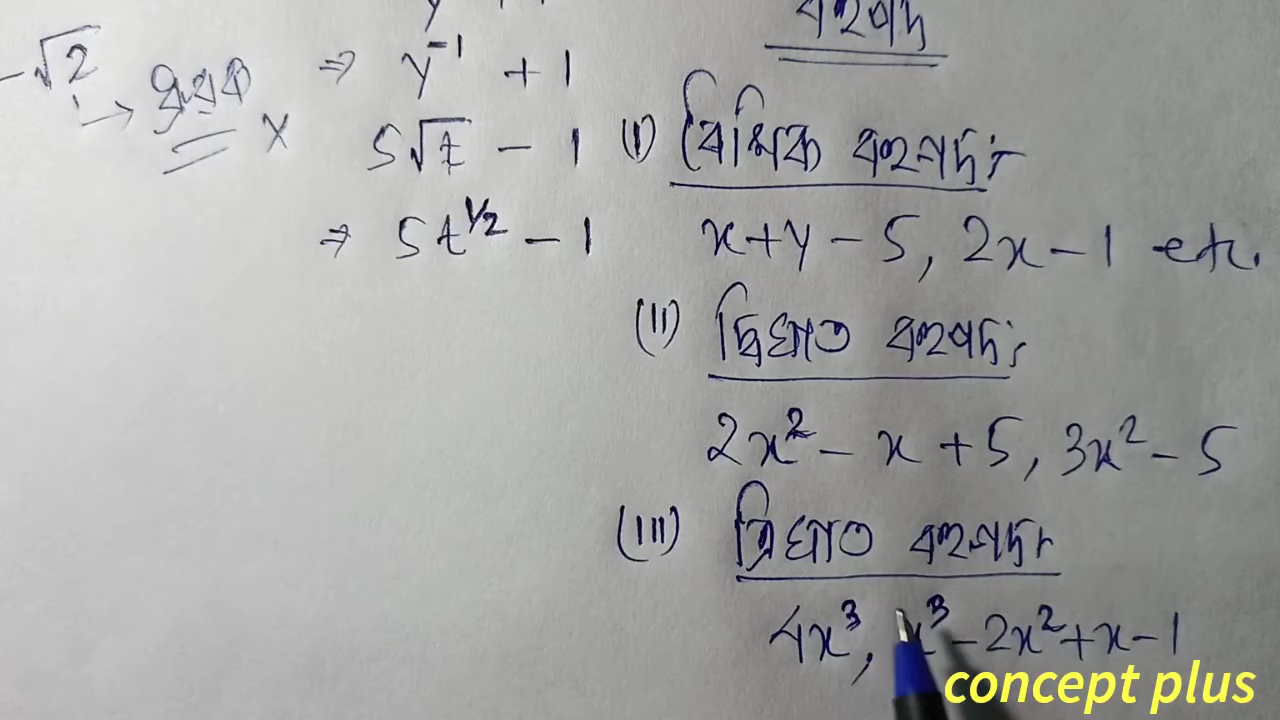 বহুপদ
-√2
→ ধ্ৰুৱক
×
⇒ y⁻¹ + 1
5√t - 1
⇒ 5t^1/2 - 1
(I) ৰৈখিক বহুপদ:-
x+y-5, 2x-1 etc.
(II) দ্বিঘাত বহুপদ:
2x² - x + 5, 3x² - 5
(III) ত্ৰিঘাত বহুপদ:
4x³, x³-2x²+x-1
concept plus